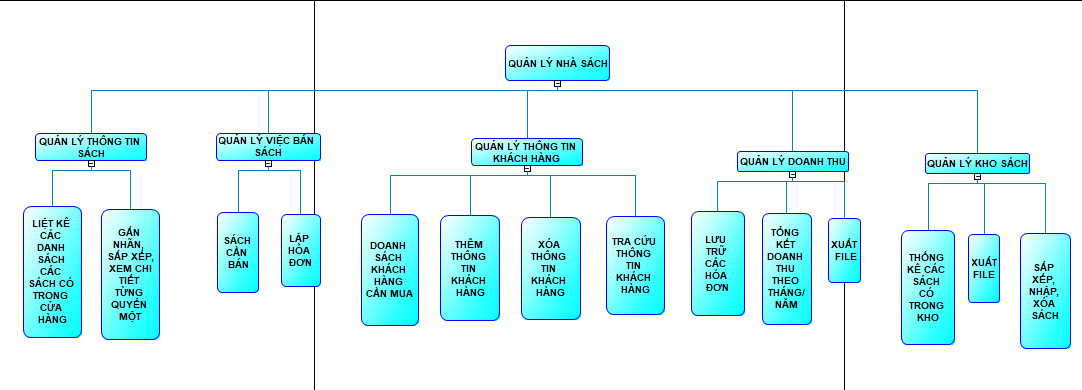 QUẢN LÝ NHÀ SÁCH
QUẢN LÝ THÔNG TIN
SÁCH
QUẢN LÝ VIỆC BÁN
SÁCH
QUẢN LÝ THÔNG TIN
KHÁCH HÀNG
QUẢN LÝ DOANH THU
QUẢN LÝ KHO SÁCH
LIỆT KÊ
CÁC
DANH
SÁCH
CÁC
SÁCH CÓ
TRONG
CỬA
HÀNG
GẮN
NHÃN,
SẮP XẾP,
XEM CHI
TIẾT
TỪNG
QUYỂN
MỘT
SÁCH
CẦN
BÁN
LẬP
HÓA
ĐƠN
DOANH
SÁCH
KHÁCH
HÀNG
CẦN MUA
THÊM
THÔNG
TIN
KHÁCH
HÀNG
XÓA
THÔNG
TIN
KHÁCH
HÀNG
TRA CỨU
THÔNG
TIN
KHÁCH
HÀNG
LƯU
TRỮ
CÁC
HÓA
ĐƠN
TỔNG
KẾT
DOANH
THU
THEO
THÁNG/
NĂM
XUẤT
FILE
THỐNG
KÊ CÁC
SÁCH
CÓ
TRONG
KHO
XUẤT
FILE
SẮP
XẾP,
NHẬP,
XÓA
SÁCH